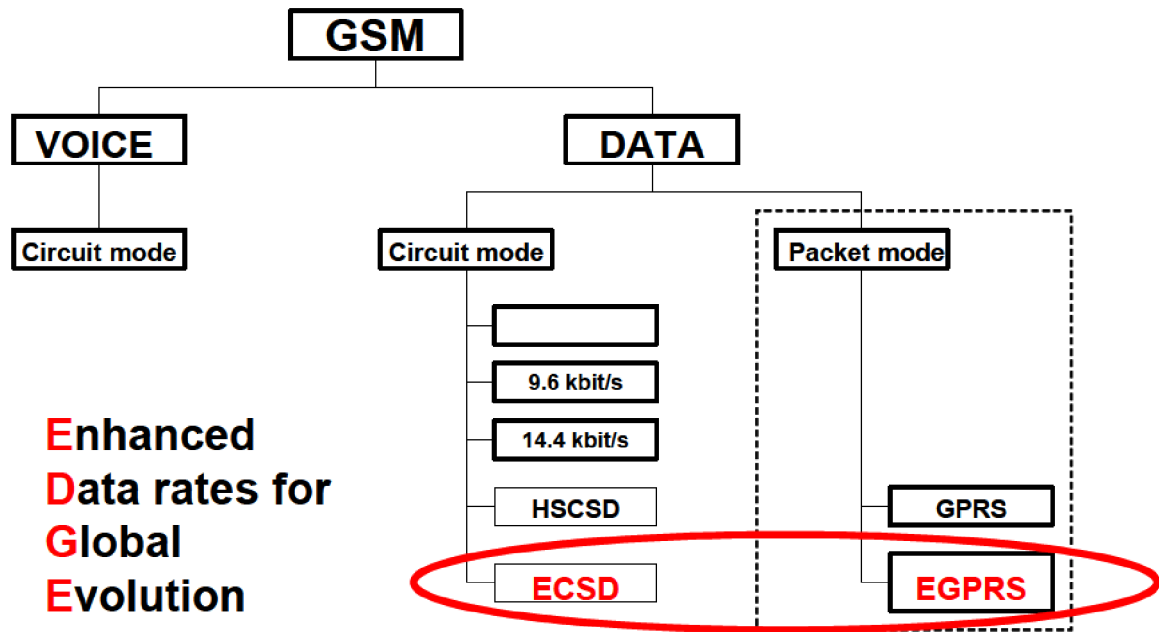 GSM
VOICE
DATA
Circuit mode
Circuit mode
Packet mode
9.6 kbit/s
14.4 kbit/s
HSCSD
GPRS
ECSD
EGPRS
Enhanced
Data rates for
Global
Evolution